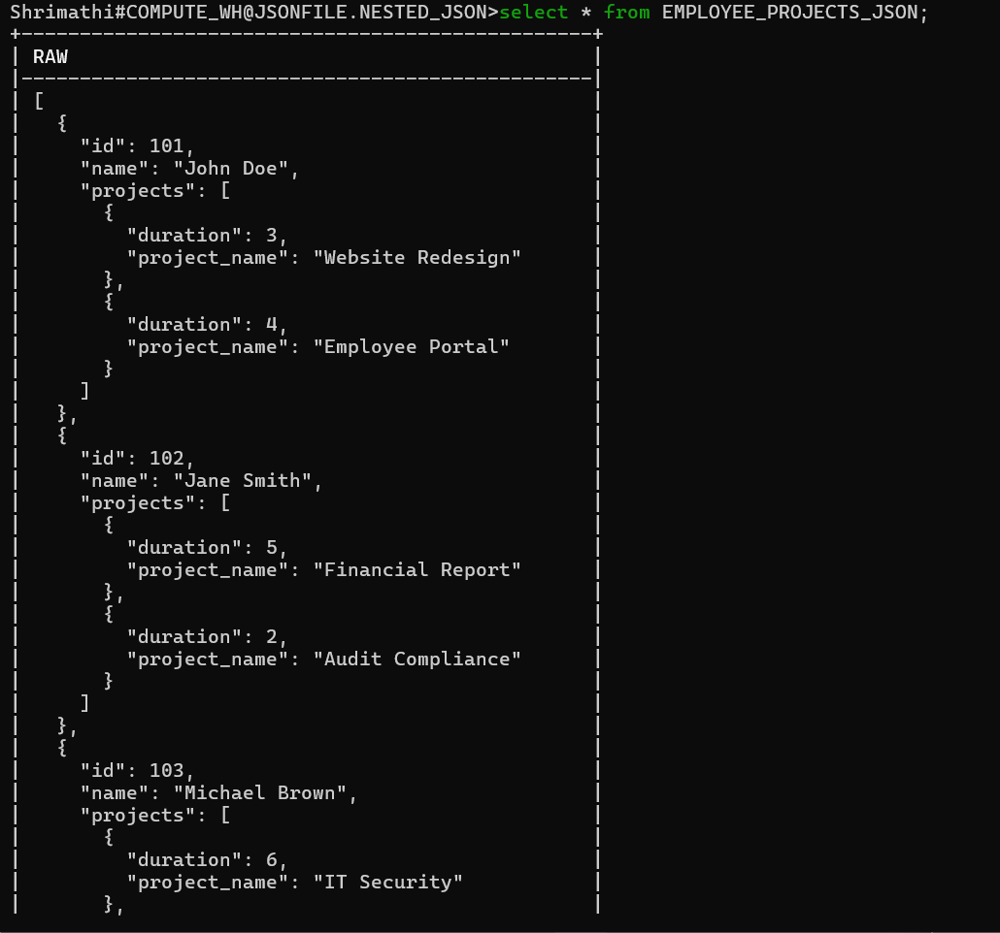 Shrimathi#COMPUTE_WH@JSONFILE.NESTED_JSON>select * from EMPLOYEE_PROJECTS_JSON;
+-------------------------------------------------+
| RAW                                             |
|-------------------------------------------------|
| [                                               |
|   {                                             |
|     "id": 101,                                  |
|     "name": "John Doe",                         |
|     "projects": [                               |
|       {                                         |
|         "duration": 3,                          |
|         "project_name": "Website Redesign"      |
|       },                                        |
|       {                                         |
|         "duration": 4,                          |
|         "project_name": "Employee Portal"       |
|       }                                         |
|     ]                                           |
|   },                                            |
|   {                                             |
|     "id": 102,                                  |
|     "name": "Jane Smith",                       |
|     "projects": [                               |
|       {                                         |
|         "duration": 5,                          |
|         "project_name": "Financial Report"      |
|       },                                        |
|       {                                         |
|         "duration": 2,                          |
|         "project_name": "Audit Compliance"      |
|       }                                         |
|     ]                                           |
|   },                                            |
|   {                                             |
|     "id": 103,                                  |
|     "name": "Michael Brown",                    |
|     "projects": [                               |
|       {                                         |
|         "duration": 6,                          |
|         "project_name": "IT Security"           |
|       },                                        |